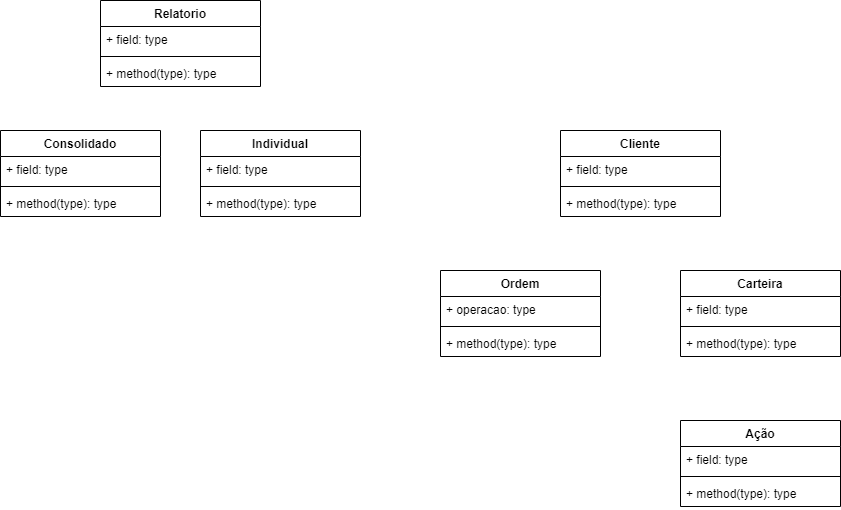 Relatorio
+ field: type
+ method(type): type
Consolidado
+ field: type
+ method(type): type
Individual
+ field: type
+ method(type): type
Cliente
+ field: type
+ method(type): type
Ordem
+ operacao: type
+ method(type): type
Carteira
+ field: type
+ method(type): type
Ação
+ field: type
+ method(type): type